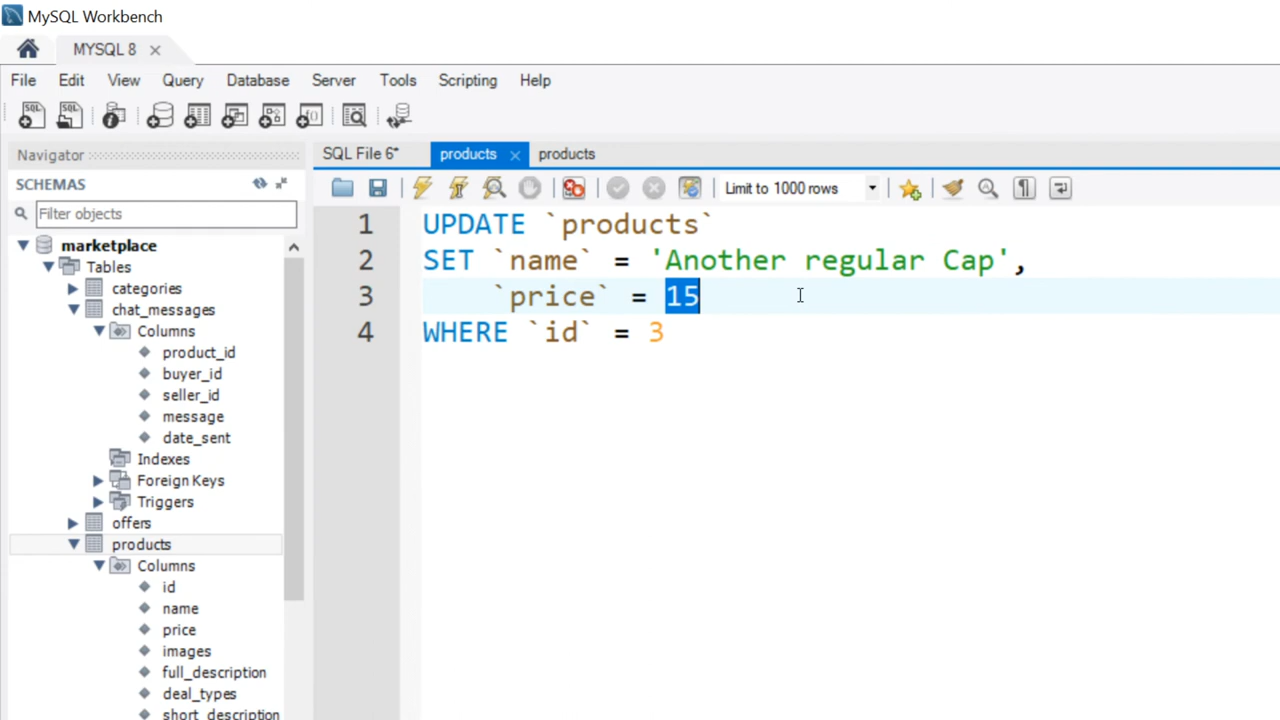 MySQL Workbench
MYSQL 8
File Edit View Query Database Server Tools Scripting Help
Navigator
SQL File 6* products products
SCHEMAS
Limit to 1000 rows
Filter objects
marketplace
Tables
categories
chat_messages
Columns
product_id
buyer_id
seller_id
message
date_sent
Indexes
Foreign Keys
Triggers
offers
products
Columns
id
name
price
images
full_description
deal_types
short_description
1 UPDATE `products`
2 SET `name` = 'Another regular Cap',
3 `price` = 15
4 WHERE `id` = 3